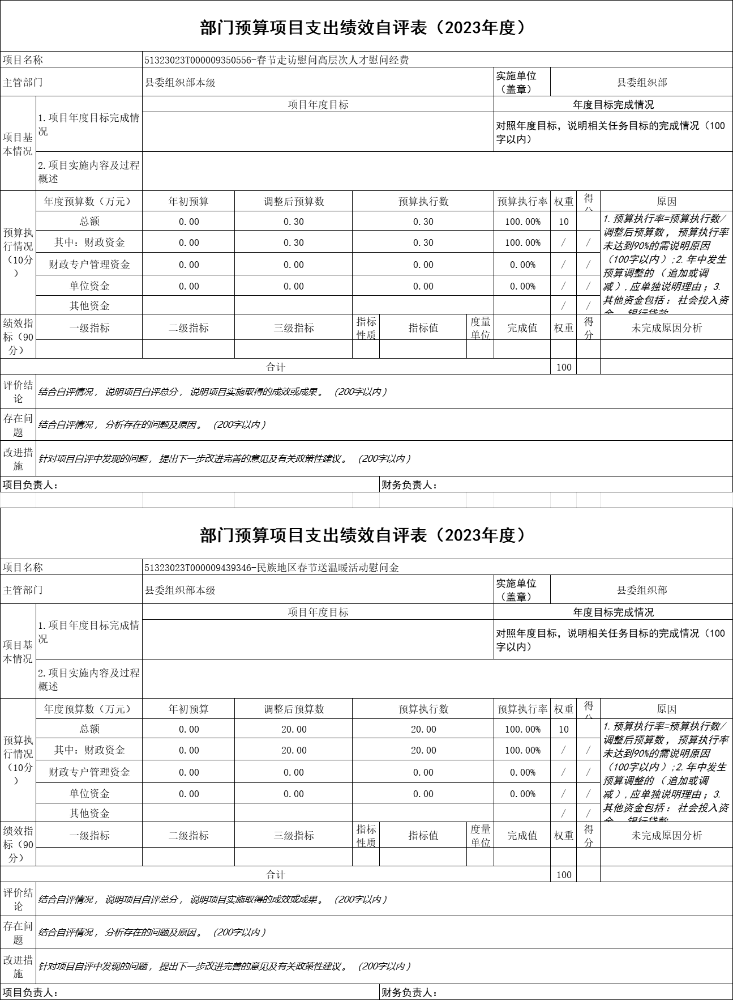 部门预算项目支出绩效自评表（2023年度）
项目名称 51323023T000009350556-春节走访慰问高层次人才慰问经费
主管部门 县委组织部本级 实施单位（盖章） 县委组织部
项目基本情况 1.项目年度目标完成情况 项目年度目标 年度目标完成情况
对照年度目标，说明相关任务目标的完成情况（100字以内）
2.项目实施内容及过程概述
预算执行情况（10分） 年度预算数（万元） 年初预算 调整后预算数 预算执行数 预算执行率 权重 得 原因
总额 0.00 0.30 0.30 100.00% 10
其中：财政资金 0.00 0.30 0.30 100.00% / /
财政专户管理资金 0.00 0.00 0.00 0.00% / /
单位资金 0.00 0.00 0.00 0.00% / /
其他资金 / /
1.预算执行率=预算执行数/
调整后预算数，预算执行率
未达到90%的需说明原因
（100字以内）;2.年中发生
预算调整的（追加或调
减）,应单独说明理由；3.
其他资金包括：社会投入资
金、银行贷款
绩效指标（90分） 一级指标 二级指标 三级指标 指标性质 指标值 度量单位 完成值 权重 得分 未完成原因分析
合计 100
评价结论 结合自评情况，说明项目自评总分，说明项目实施取得的成效或成果。（200字以内）
存在问题 结合自评情况，分析存在的问题及原因。（200字以内）
改进措施 针对项目自评中发现的问题，提出下一步改进完善的意见及有关政策性建议。（200字以内）
项目负责人： 财务负责人：
部门预算项目支出绩效自评表（2023年度）
项目名称 51323023T000009439346-民族地区春节送温暖活动慰问金
主管部门 县委组织部本级 实施单位（盖章） 县委组织部
项目基本情况 1.项目年度目标完成情况 项目年度目标 年度目标完成情况
对照年度目标，说明相关任务目标的完成情况（100字以内）
2.项目实施内容及过程概述
预算执行情况（10分） 年度预算数（万元） 年初预算 调整后预算数 预算执行数 预算执行率 权重 得 原因
总额 0.00 20.00 20.00 100.00% 10
其中：财政资金 0.00 20.00 20.00 100.00% / /
财政专户管理资金 0.00 0.00 0.00 0.00% / /
单位资金 0.00 0.00 0.00 0.00% / /
其他资金 / /
1.预算执行率=预算执行数/
调整后预算数，预算执行率
未达到90%的需说明原因
（100字以内）;2.年中发生
预算调整的（追加或调
减）,应单独说明理由；3.
其他资金包括：社会投入资
金、银行贷款
绩效指标（90分） 一级指标 二级指标 三级指标 指标性质 指标值 度量单位 完成值 权重 得分 未完成原因分析
合计 100
评价结论 结合自评情况，说明项目自评总分，说明项目实施取得的成效或成果。（200字以内）
存在问题 结合自评情况，分析存在的问题及原因。（200字以内）
改进措施 针对项目自评中发现的问题，提出下一步改进完善的意见及有关政策性建议。（200字以内）
项目负责人： 财务负责人：